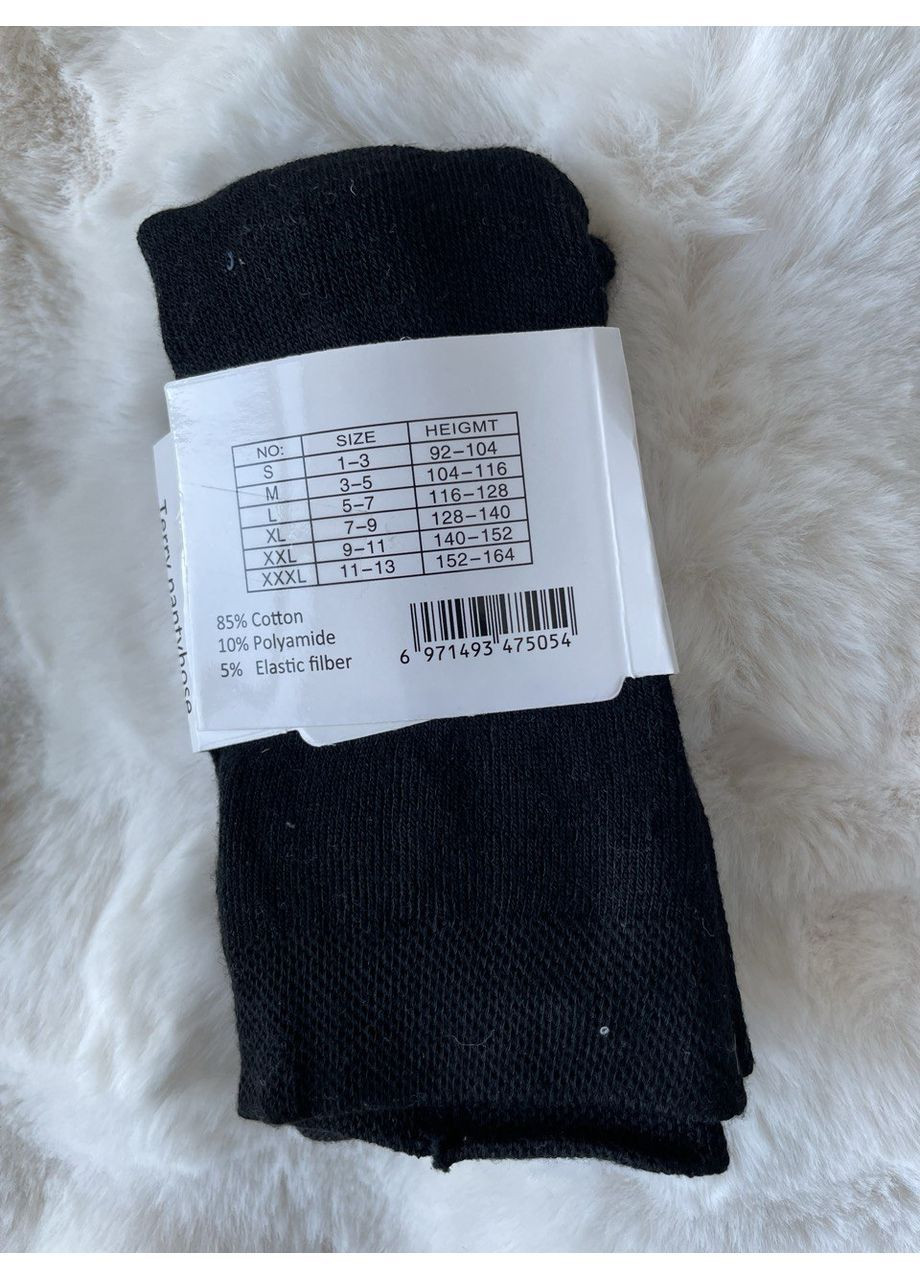 NO: SIZE HEIGMT
S 1–3 92–104
M 3–5 104–116
L 5–7 116–128
XL 7–9 128–140
XXL 9–11 140–152
XXXL 11–13 152–164
85% Cotton
10% Polyamide
5% Elastic filber
6 971493 475054
Terry pantyhose